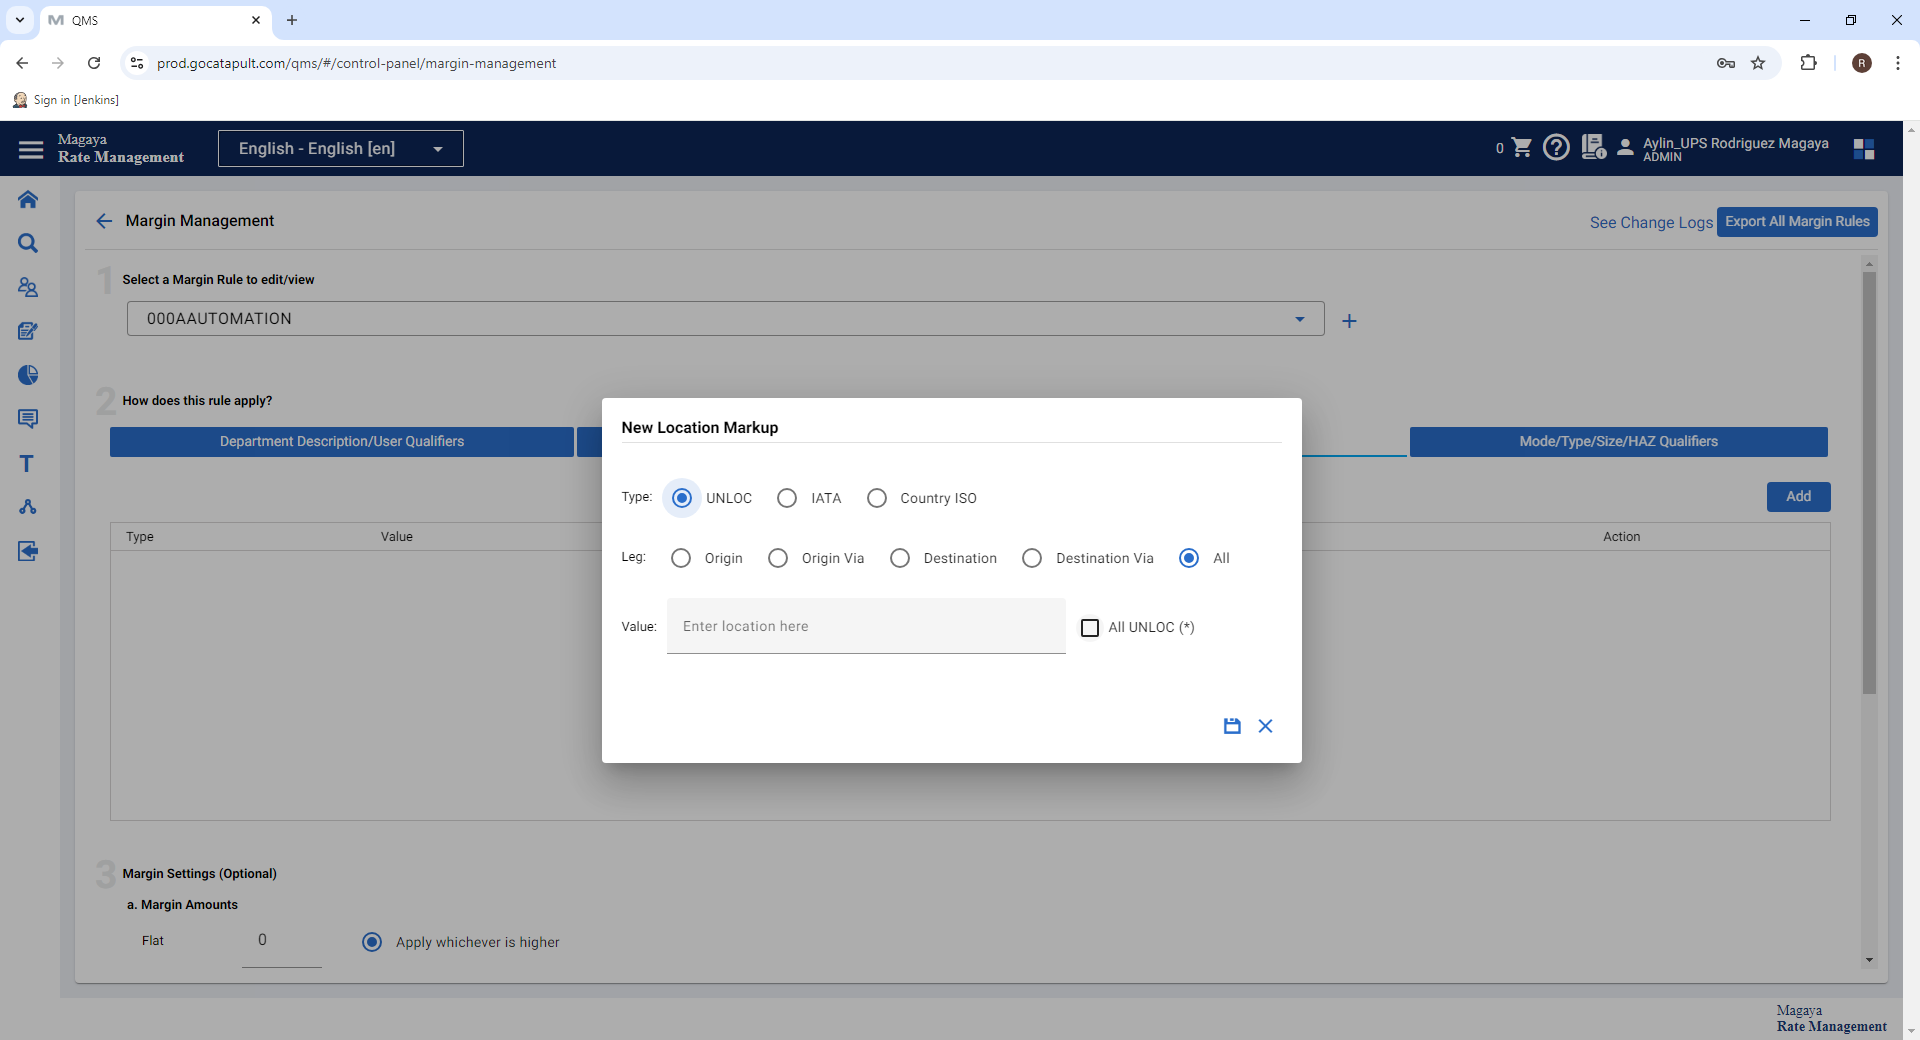 QMS
prod.gocatapult.com/qms/#/control-panel/margin-management
R
Sign in [Jenkins]
Magaya
Rate Management
English - English [en]
0
Aylin_UPS Rodriguez Magaya
ADMIN
Margin Management
See Change Logs
Export All Margin Rules
1
Select a Margin Rule to edit/view
000AAUTOMATION
2
How does this rule apply?
Department Description/User Qualifiers
Mode/Type/Size/HAZ Qualifiers
Add
Type
Value
Action
New Location Markup
Type:
UNLOC
IATA
Country ISO
Leg:
Origin
Origin Via
Destination
Destination Via
All
Value:
Enter location here
All UNLOC (*)
3
Margin Settings (Optional)
a. Margin Amounts
Flat
0
Apply whichever is higher
Magaya
Rate Management